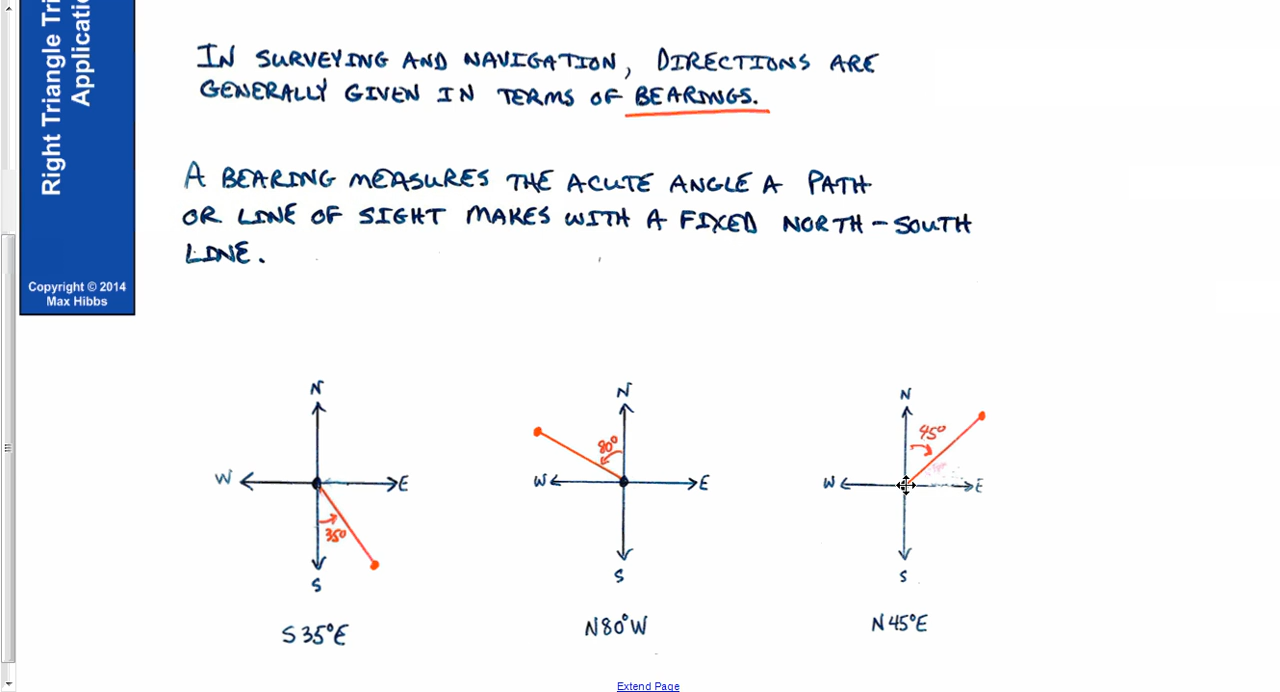 Right Triangle Tri
Applicatio
Copyright © 2014
Max Hibbs
IN SURVEYING AND NAVIGATION, DIRECTIONS ARE
GENERALLY GIVEN IN TERMS OF BEARINGS.
A BEARING MEASURES THE ACUTE ANGLE A PATH
OR LINE OF SIGHT MAKES WITH A FIXED NORTH-SOUTH
LINE.
N
W E
35°
S
S 35° E
N
80°
W E
S
N 80° W
N
45°
W E
S
N 45° E
Extend Page